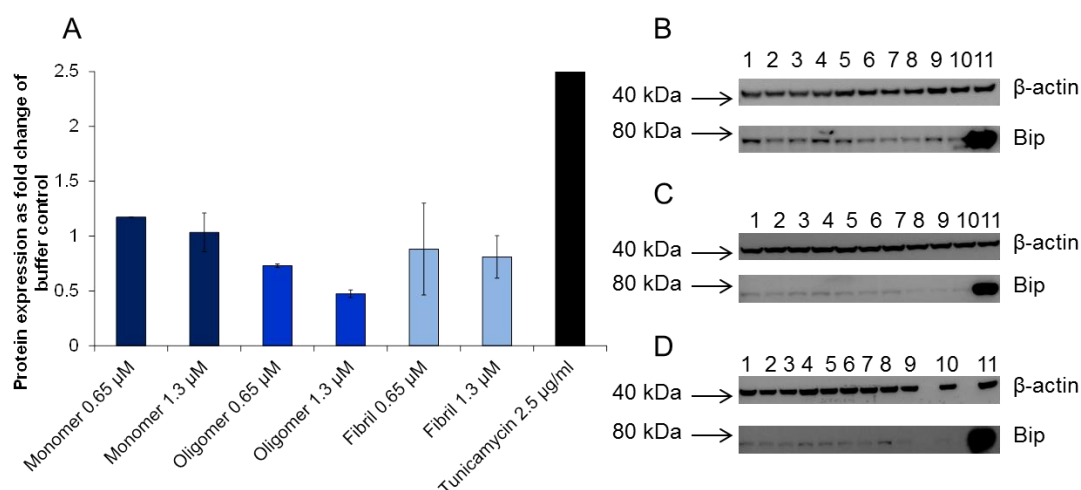 A
Protein expression as fold change of
buffer control
2.5
2
1.5
1
0.5
0
Monomer 0.65 µM
Monomer 1.3 µM
Oligomer 0.65 µM
Oligomer 1.3 µM
Fibril 0.65 µM
Fibril 1.3 µM
Tunicamycin 2.5 µg/ml
B
1 2 3 4 5 6 7 8 9 10 11
40 kDa β-actin
80 kDa Bip
C
1 2 3 4 5 6 7 8 9 10 11
40 kDa β-actin
80 kDa Bip
D
1 2 3 4 5 6 7 8 9 10 11
40 kDa β-actin
80 kDa Bip